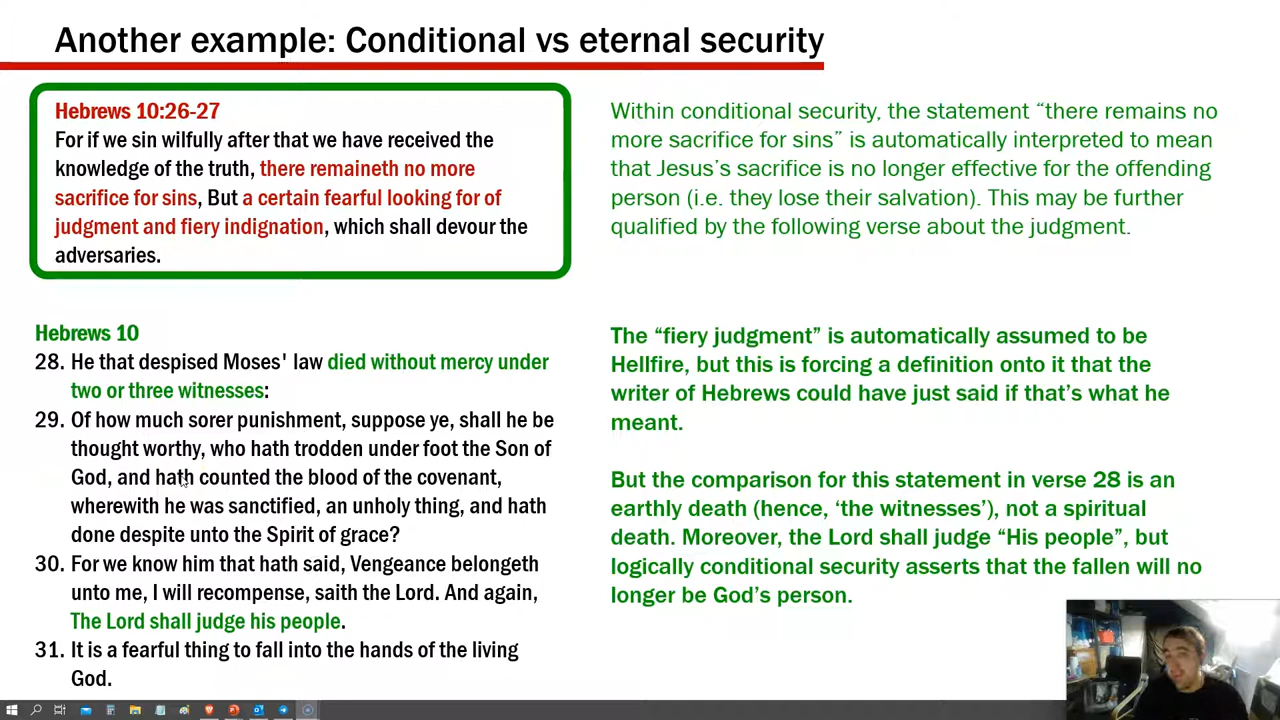 Another example: Conditional vs eternal security
Hebrews 10:26-27
For if we sin wilfully after that we have received the
knowledge of the truth, there remaineth no more
sacrifice for sins, But a certain fearful looking for of
judgment and fiery indignation, which shall devour the
adversaries.
Within conditional security, the statement “there remains no
more sacrifice for sins” is automatically interpreted to mean
that Jesus’s sacrifice is no longer effective for the offending
person (i.e. they lose their salvation). This may be further
qualified by the following verse about the judgment.
Hebrews 10
28. He that despised Moses' law died without mercy under
two or three witnesses:
29. Of how much sorer punishment, suppose ye, shall he be
thought worthy, who hath trodden under foot the Son of
God, and hath counted the blood of the covenant,
wherewith he was sanctified, an unholy thing, and hath
done despite unto the Spirit of grace?
30. For we know him that hath said, Vengeance belongeth
unto me, I will recompense, saith the Lord. And again,
The Lord shall judge his people.
31. It is a fearful thing to fall into the hands of the living
God.
The “fiery judgment” is automatically assumed to be
Hellfire, but this is forcing a definition onto it that the
writer of Hebrews could have just said if that’s what he
meant.
But the comparison for this statement in verse 28 is an
earthly death (hence, ‘the witnesses’), not a spiritual
death. Moreover, the Lord shall judge “His people”, but
logically conditional security asserts that the fallen will no
longer be God’s person.